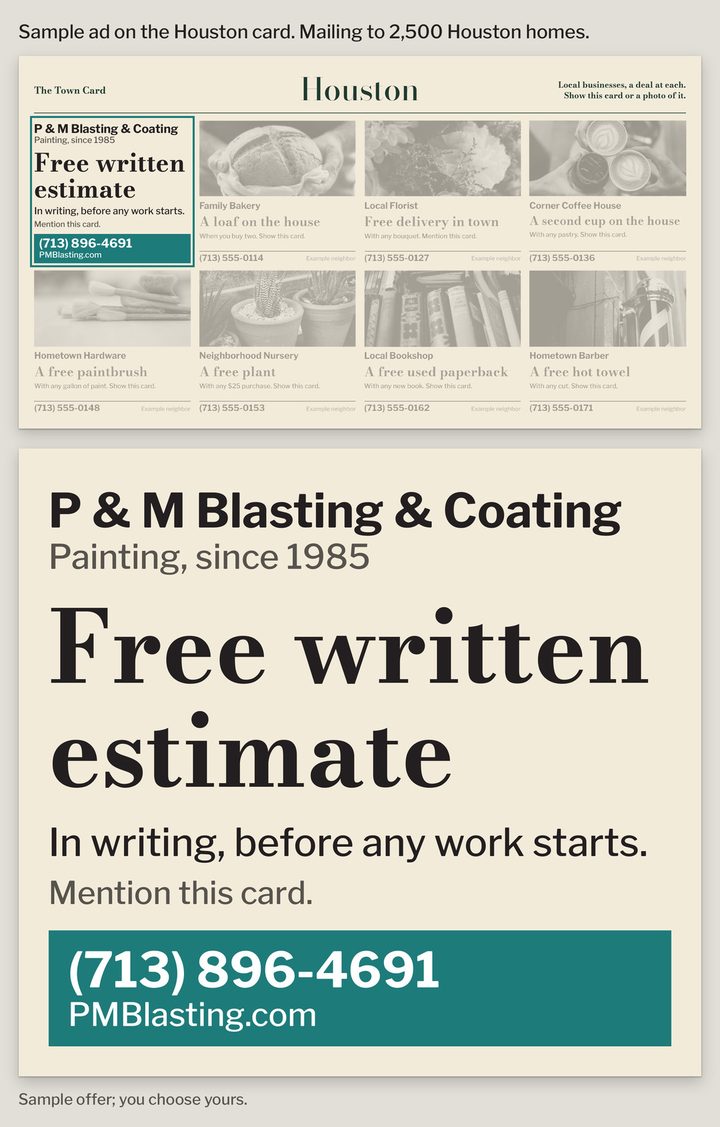 Sample ad on the Houston card. Mailing to 2,500 Houston homes.
The Town Card
Houston
Local businesses, a deal at each.
Show this card or a photo of it.
P & M Blasting & Coating
Painting, since 1985
Free written
estimate
In writing, before any work starts.
Mention this card.
(713) 896-4691
PMBlasting.com
Family Bakery
A loaf on the house
When you buy two. Show this card.
(713) 555-0114
Example neighbor
Local Florist
Free delivery in town
With any bouquet. Mention this card.
(713) 555-0127
Example neighbor
Corner Coffee House
A second cup on the house
With any pastry. Show this card.
(713) 555-0136
Example neighbor
Hometown Hardware
A free paintbrush
With any gallon of paint. Show this card.
(713) 555-0148
Example neighbor
Neighborhood Nursery
A free plant
With any $25 purchase. Show this card.
(713) 555-0153
Example neighbor
Local Bookshop
A free used paperback
With any new book. Show this card.
(713) 555-0162
Example neighbor
Hometown Barber
A free hot towel
With any cut. Show this card.
(713) 555-0171
Example neighbor
P & M Blasting & Coating
Painting, since 1985
Free written
estimate
In writing, before any work starts.
Mention this card.
(713) 896-4691
PMBlasting.com
Sample offer; you choose yours.